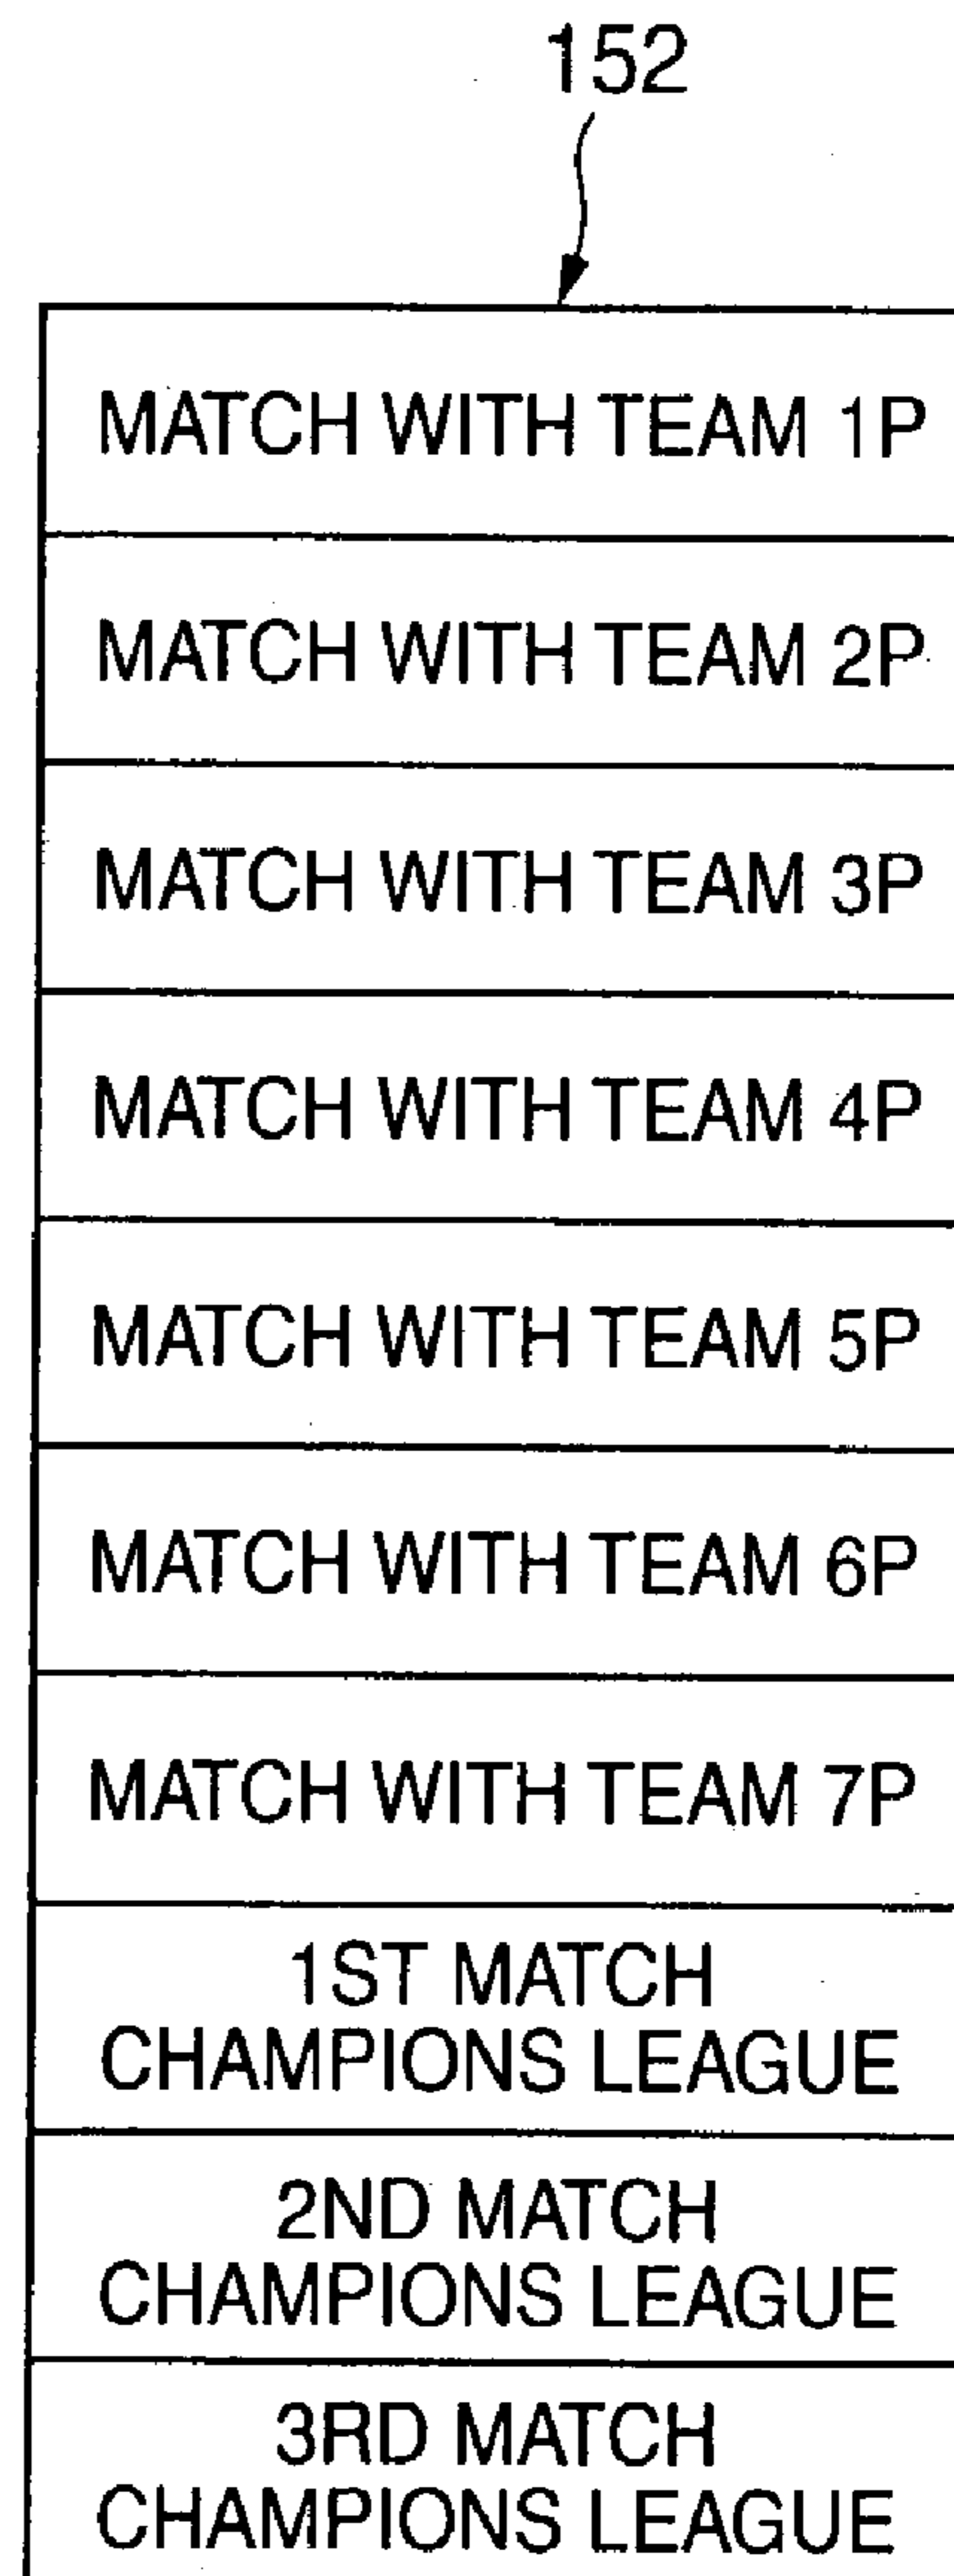 152
MATCH WITH TEAM 1P
MATCH WITH TEAM 2P
MATCH WITH TEAM 3P
MATCH WITH TEAM 4P
MATCH WITH TEAM 5P
MATCH WITH TEAM 6P
MATCH WITH TEAM 7P
1ST MATCH
CHAMPIONS LEAGUE
2ND MATCH
CHAMPIONS LEAGUE
3RD MATCH
CHAMPIONS LEAGUE